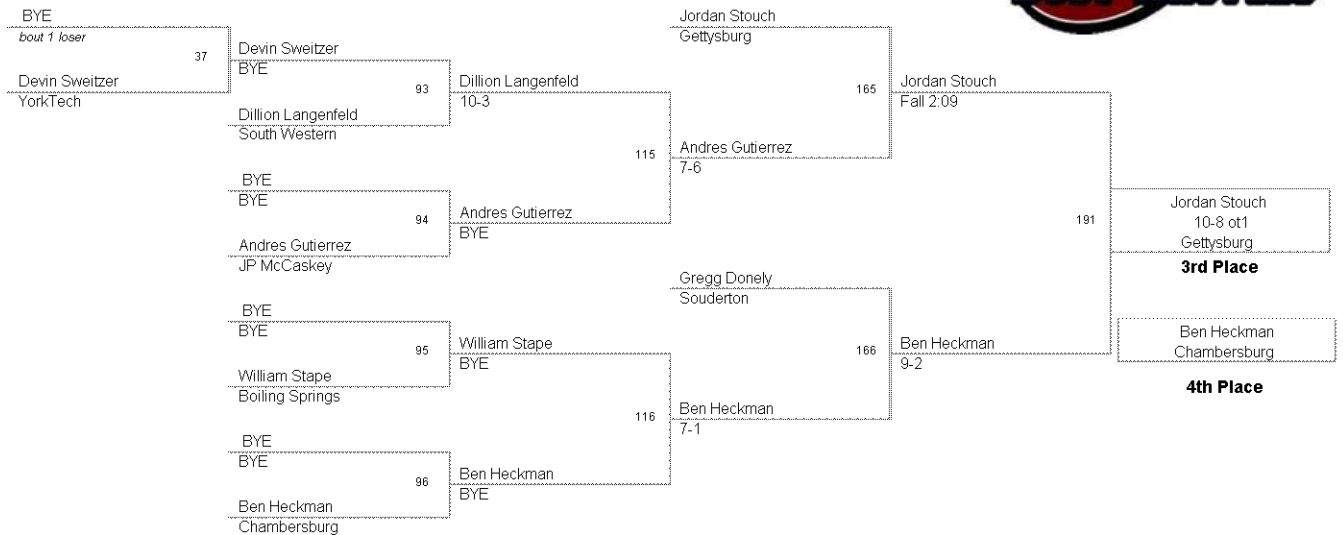 BYE
bout 1 loser
37
Devin Sweitzer
YorkTech
Devin Sweitzer
BYE
93
Dillion Langenfeld
South Western
BYE
BYE
94
Andres Gutierrez
JP McCaskey
BYE
BYE
95
William Stape
Boiling Springs
BYE
BYE
96
Ben Heckman
Chambersburg
Dillion Langenfeld
10-3
115
Andres Gutierrez
BYE
William Stape
BYE
116
Ben Heckman
BYE
Jordan Stouch
Gettysburg
165
Andres Gutierrez
7-6
Gregg Donely
Souderton
166
Ben Heckman
7-1
Jordan Stouch
Fall 2:09
191
Ben Heckman
9-2
Jordan Stouch
10-8 ot1
Gettysburg
3rd Place
Ben Heckman
Chambersburg
4th Place